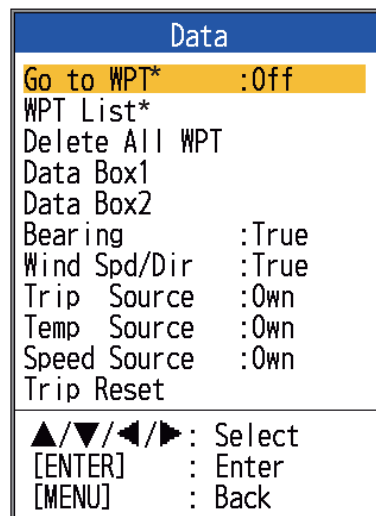 Data
Go to WPT* :Off
WPT List*
Delete All WPT
Data Box1
Data Box2
Bearing :True
Wind Spd/Dir :True
Trip Source :Own
Temp Source :Own
Speed Source :Own
Trip Reset
▲/▼/◀/▶: Select
[ENTER] : Enter
[MENU] : Back